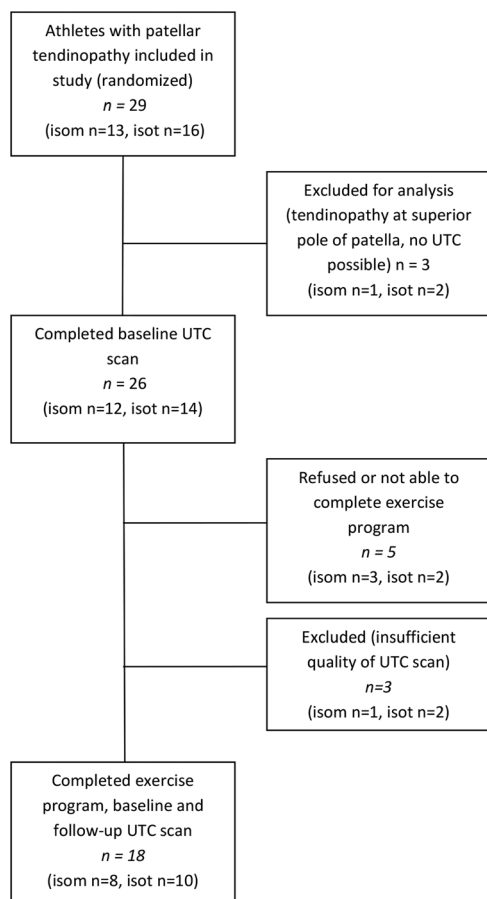 Athletes with patellar
tendinopathy included in
study (randomized)
n = 29
(isom n=13, isot n=16)
Excluded for analysis
(tendinopathy at superior
pole of patella, no UTC
possible) n = 3
(isom n=1, isot n=2)
Completed baseline UTC
scan
n = 26
(isom n=12, isot n=14)
Refused or not able to
complete exercise
program
n = 5
(isom n=3, isot n=2)
Excluded (insufficient
quality of UTC scan)
n=3
(isom n=1, isot n=2)
Completed exercise
program, baseline and
follow-up UTC scan
n = 18
(isom n=8, isot n=10)